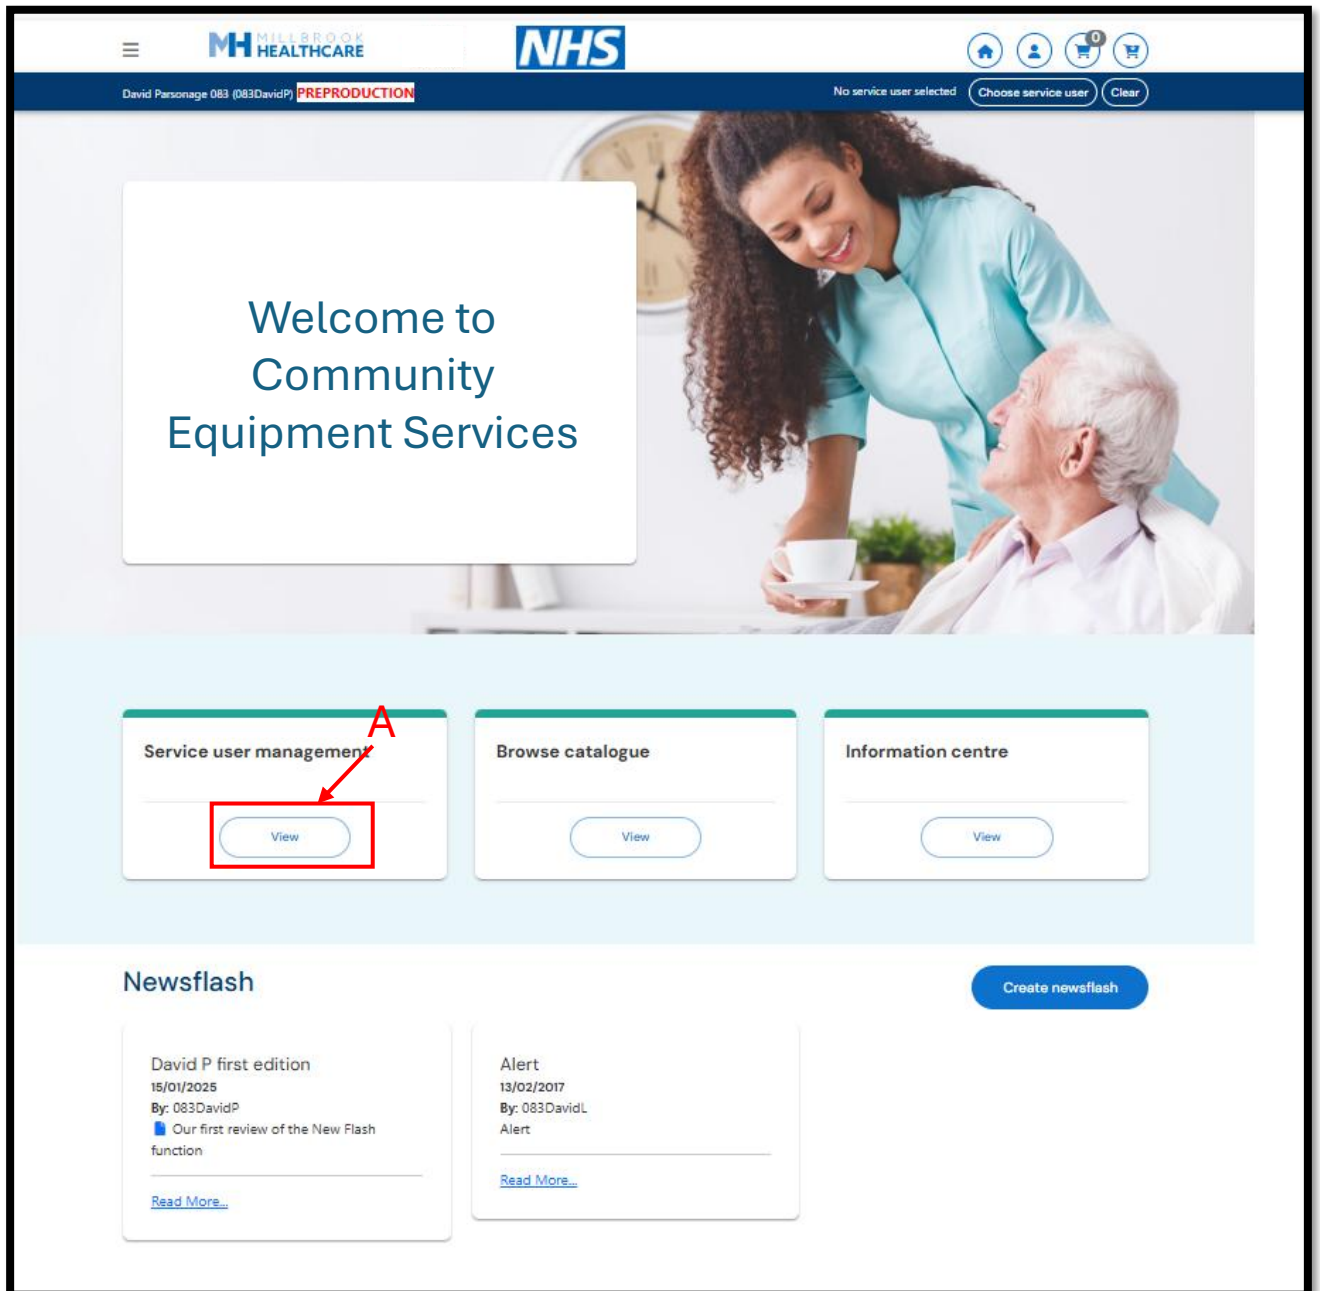 MH MILLBROOK
HEALTHCARE
NHS
0
David Parsonage 083 (083DavidP) PREPRODUCTION
No service user selected Choose service user Clear
Welcome to
Community
Equipment Services
A
Service user management
View
Browse catalogue
View
Information centre
View
Newsflash
Create newsflash
David P first edition
15/01/2025
By: 083DavidP
Our first review of the New Flash
function
Read More...
Alert
13/02/2017
By: 083DavidL
Alert
Read More...